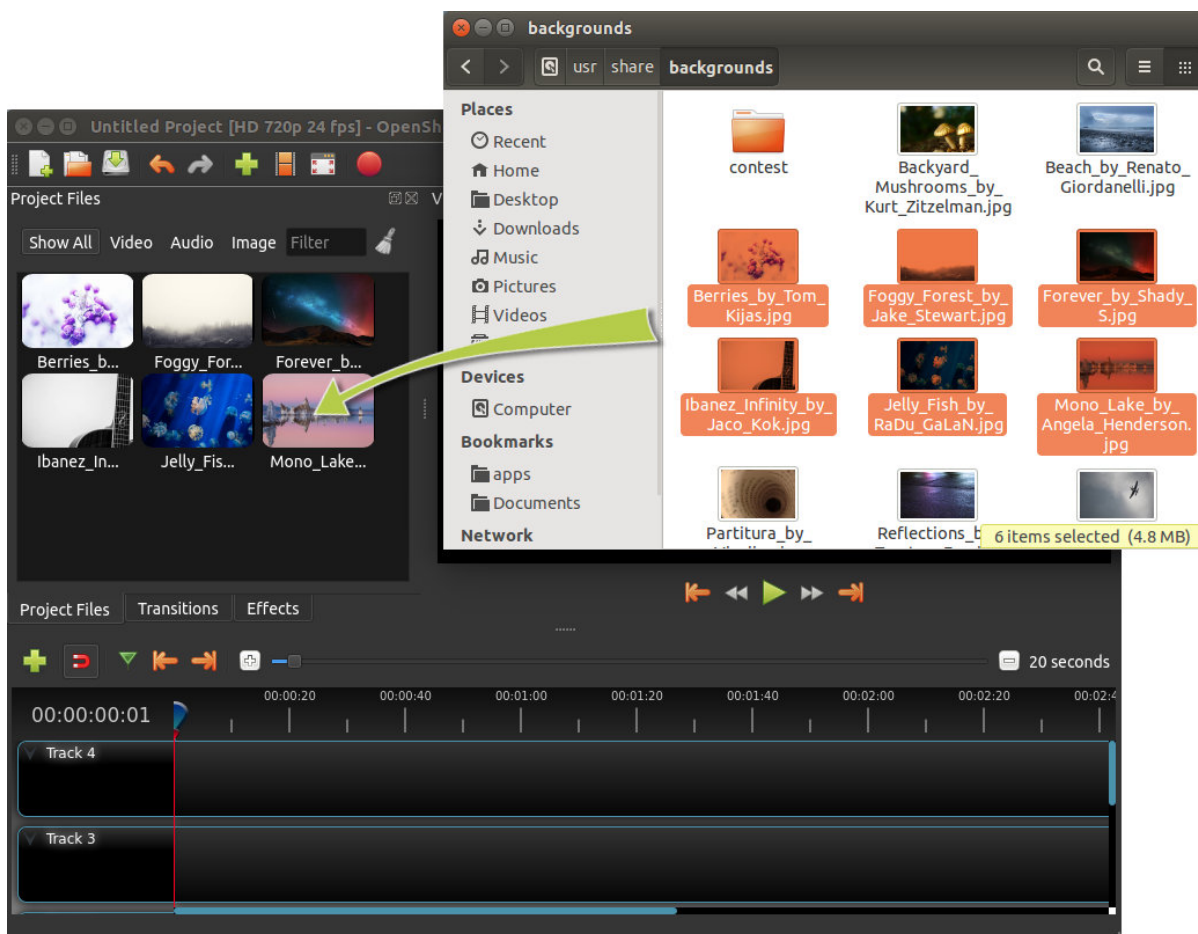 backgrounds
usr share backgrounds
Places
Recent
Home
Desktop
Downloads
Music
Pictures
Videos
Devices
Computer
Bookmarks
apps
Documents
Network
contest
Backyard_
Mushrooms_by_
Kurt_Zitzelman.jpg
Beach_by_Renato_
Giordanelli.jpg
Berries_by_Tom_
Kijas.jpg
Foggy_Forest_by_
Jake_Stewart.jpg
Forever_by_Shady_
S.jpg
Ibanez_Infinity_by_
Jaco_Kok.jpg
Jelly_Fish_by_
RaDu_GaLaN.jpg
Mono_Lake_by_
Angela_Henderson.
jpg
Partitura_by_
Reflections_b
6 items selected (4.8 MB)
Untitled Project [HD 720p 24 fps] - OpenSh
Project Files
V
Show All Video Audio Image Filter
Berries_b... Foggy_For... Forever_b...
Ibanez_In... Jelly_Fis... Mono_Lake...
Project Files Transitions Effects
20 seconds
00:00:00:01
00:00:20 00:00:40 00:01:00 00:01:20 00:01:40 00:02:00 00:02:20 00:02:4
Track 4
Track 3